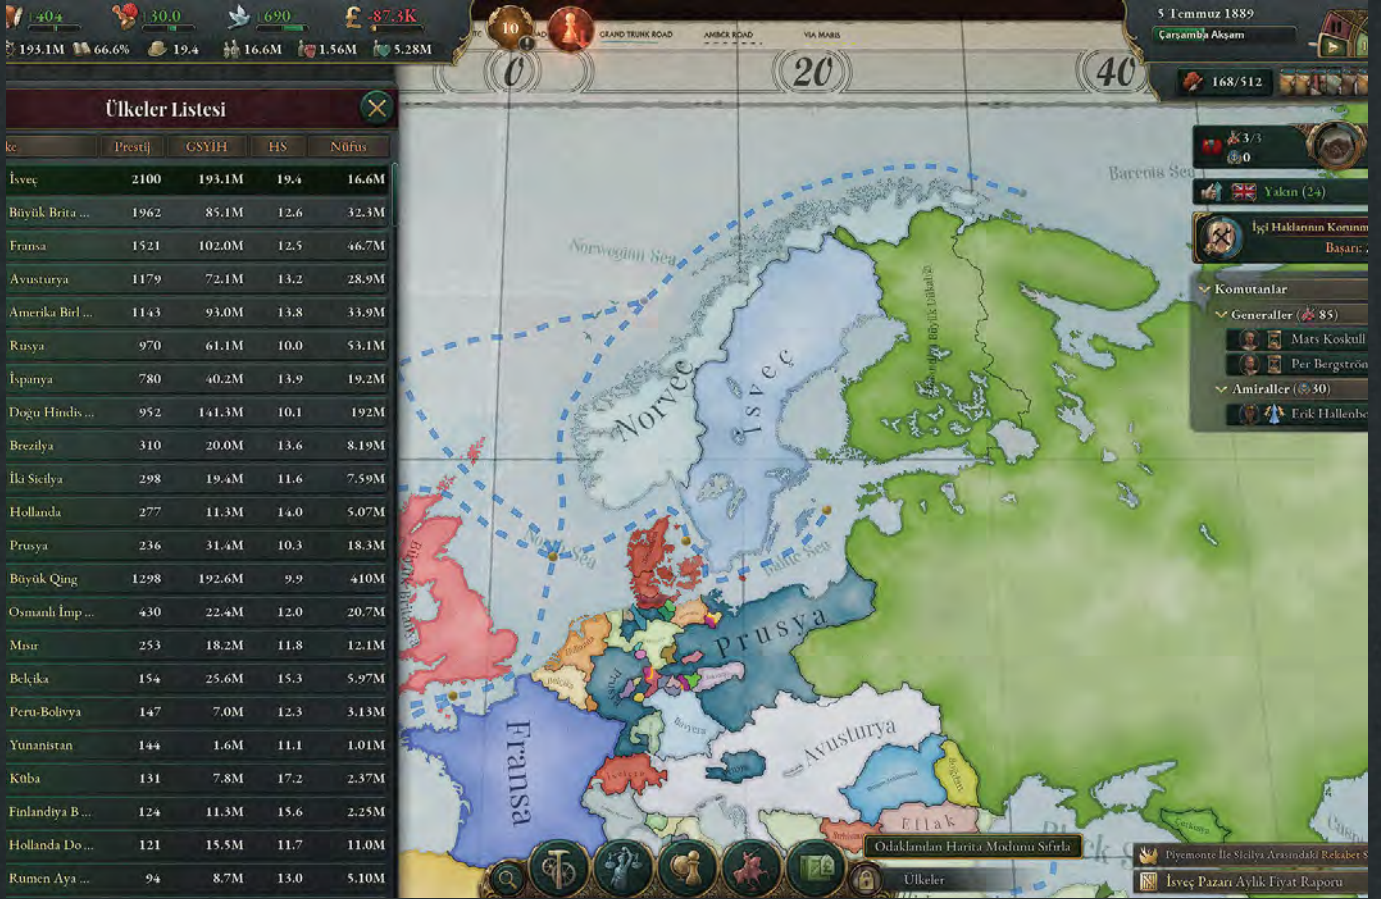 404 30.0 690 £ -87.3K
193.1M 66.6% 19.4 16.6M 1.56M 5.28M
10
GRAND TRUNK ROAD AMBER ROAD VIA MARIS
0 20 40
5 Temmuz 1889
Çarşamba Akşam
168/512
3/3
0
Yakın (24)
İşçi Haklarının Korunm
Başarı:
Komutanlar
Generaller ( 85)
Mats Koskull
Per Bergströn
Amiraller ( 30)
Erik Hallenbo
Ülkeler Listesi
ke Prestij GSYİH HS Nüfus
İsveç 2100 193.1M 19.4 16.6M
Büyük Brita ... 1962 85.1M 12.6 32.3M
Fransa 1521 102.0M 12.5 46.7M
Avusturya 1179 72.1M 13.2 28.9M
Amerika Birl ... 1143 93.0M 13.8 33.9M
Rusya 970 61.1M 10.0 53.1M
İspanya 780 40.2M 13.9 19.2M
Doğu Hindis ... 952 141.3M 10.1 192M
Brezilya 310 20.0M 13.6 8.19M
İki Sicilya 298 19.4M 11.6 7.59M
Hollanda 277 11.3M 14.0 5.07M
Prusya 236 31.4M 10.3 18.3M
Büyük Qing 1298 192.6M 9.9 410M
Osmanlı İmp ... 430 22.4M 12.0 20.7M
Mısır 253 18.2M 11.8 12.1M
Belçika 154 25.6M 15.3 5.97M
Peru-Bolivya 147 7.0M 12.3 3.13M
Yunanistan 144 1.6M 11.1 1.01M
Küba 131 7.8M 17.2 2.37M
Finlandiya B ... 124 11.3M 15.6 2.25M
Hollanda Do ... 121 15.5M 11.7 11.0M
Rumen Aya ... 94 8.7M 13.0 5.10M
Barents Sea
Norwegian Sea
Norveç
İsveç
North Sea
Baltic Sea
Prusya
Belçika
Bavyera
Avusturya
Fransa
Boğdan
Eflak
Black
Çerkesya
Odaklanılan Harita Modunu Sıfırla
Ülkeler
Piyemonte İle Sicilya Arasındaki Rekabet S
İsveç Pazarı Aylık Fiyat Raporu